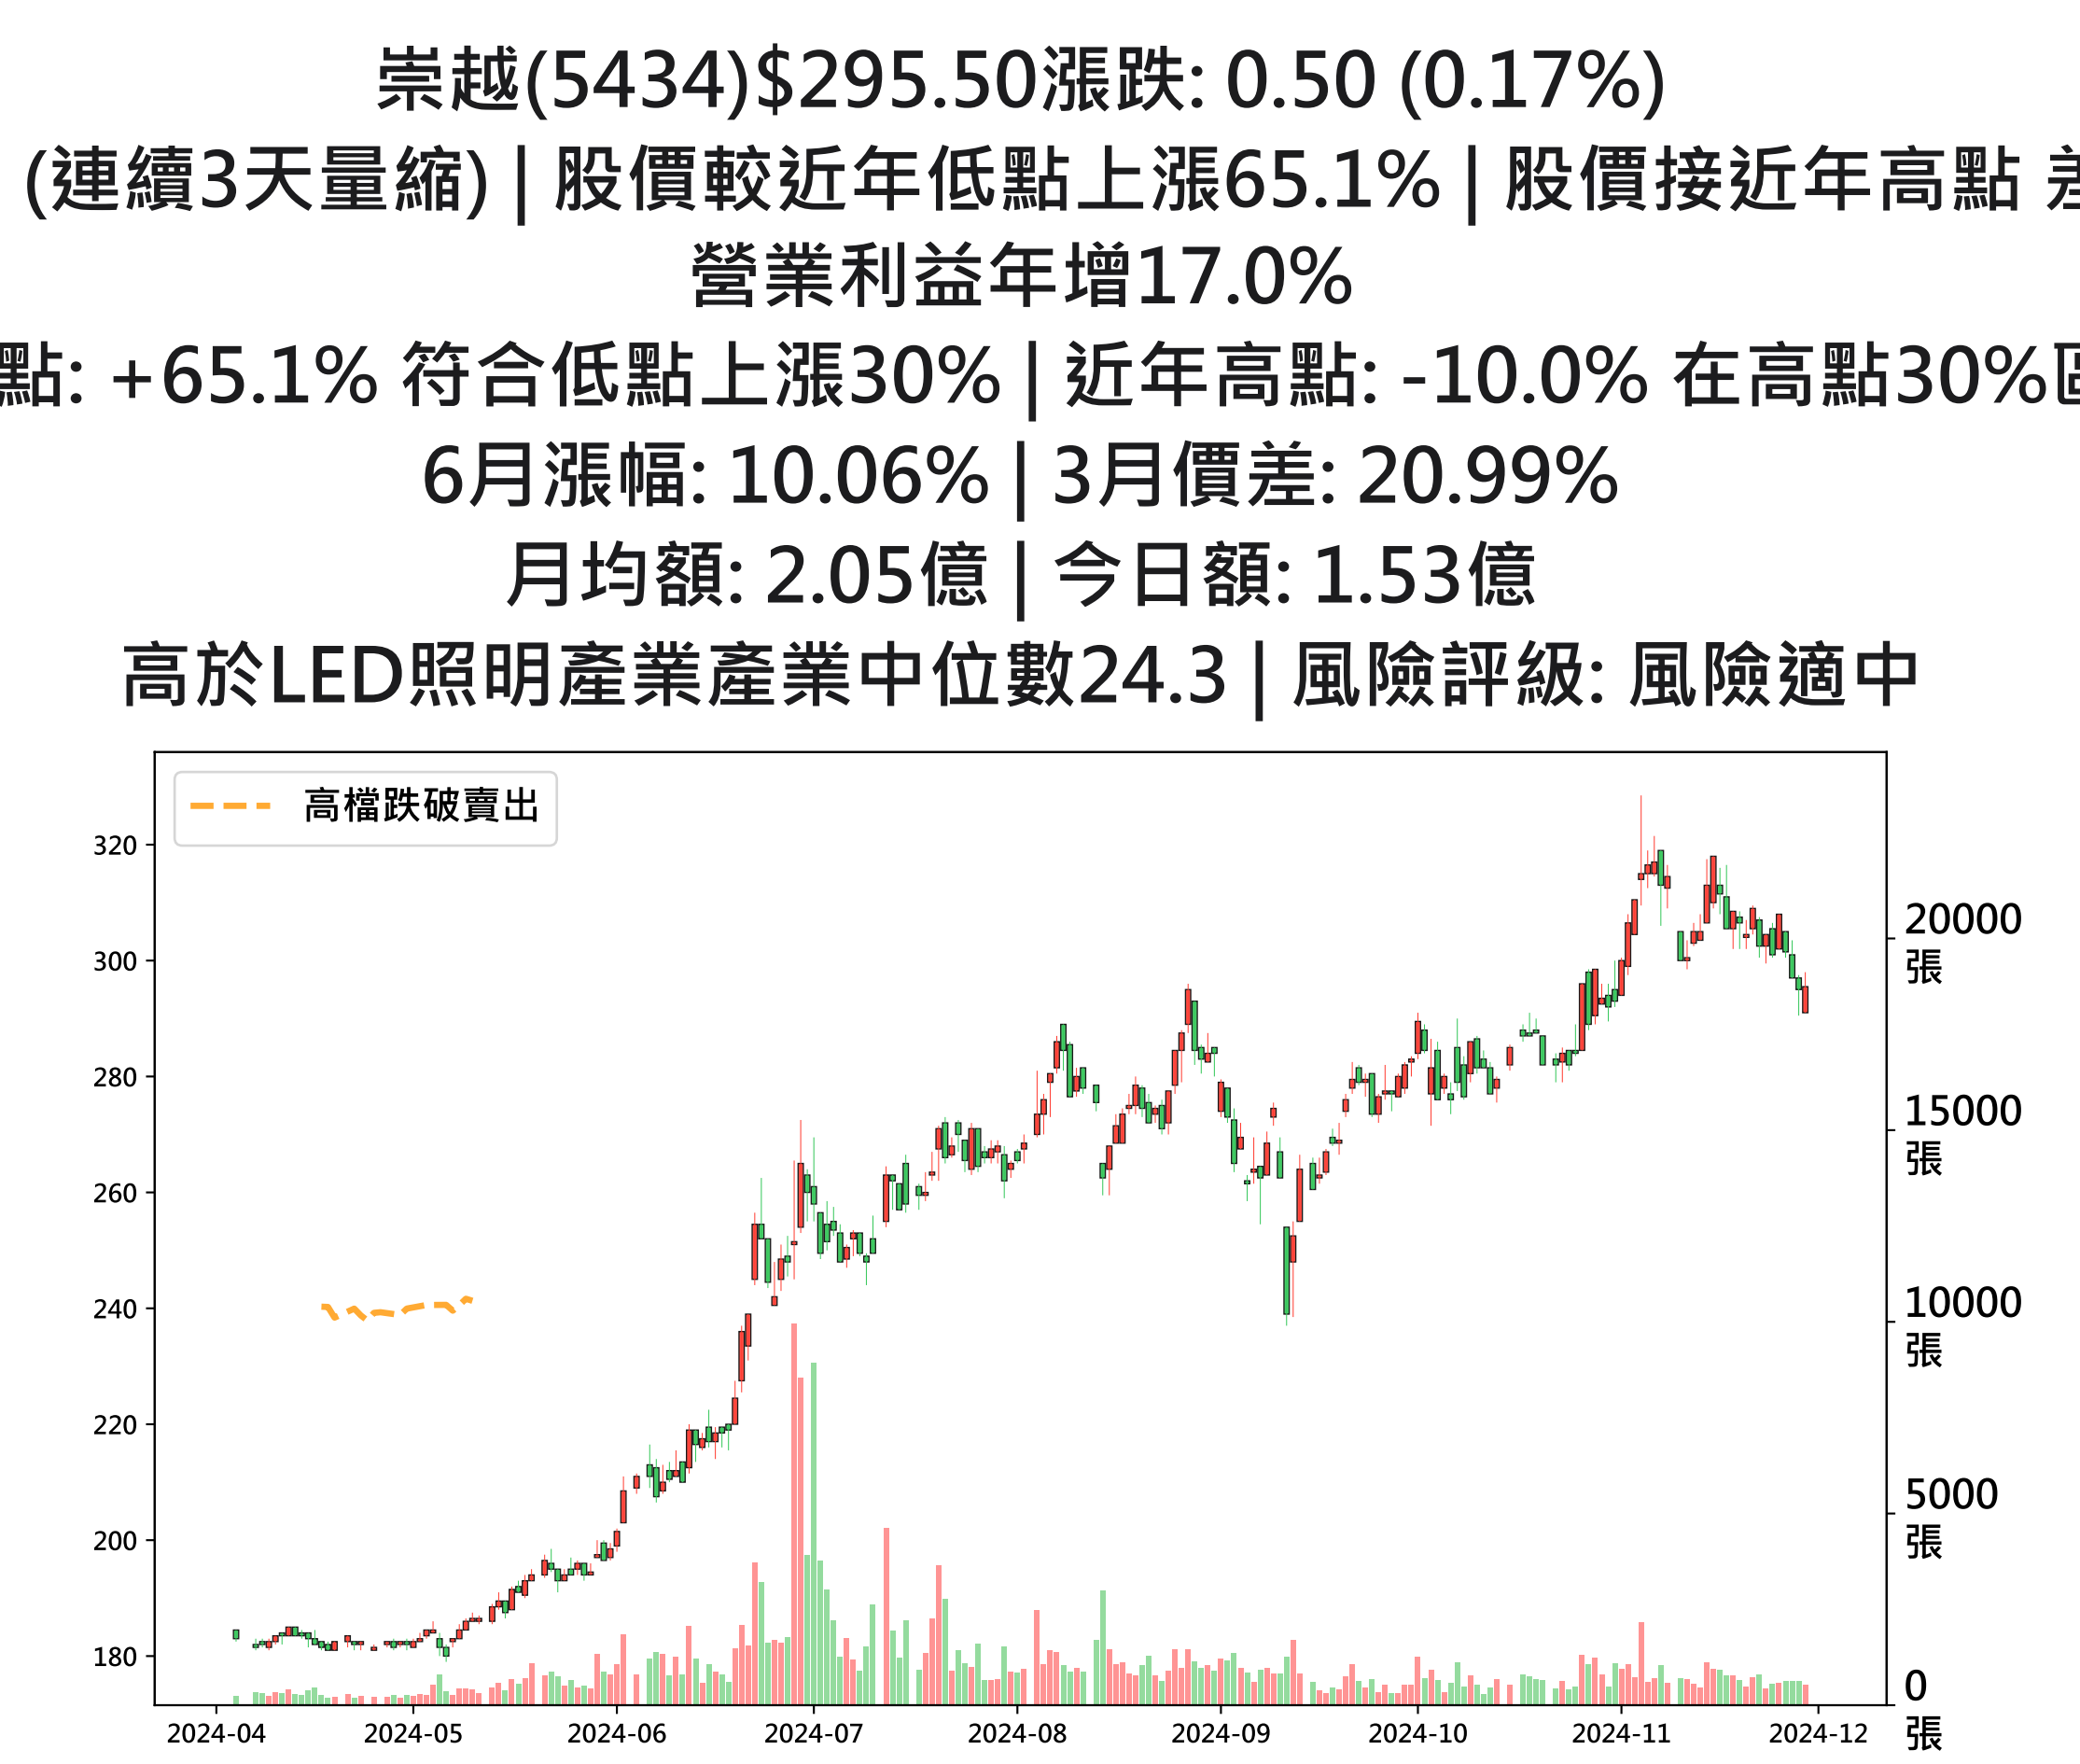 崇越(5434)$295.50漲跌: 0.50 (0.17%)
(連續3天量縮) | 股價較近年低點上漲65.1% | 股價接近年高點
營業利益年增17.0%
點: +65.1% 符合低點上漲30% | 近年高點: -10.0% 在高點30%
6月漲幅: 10.06% | 3月價差: 20.99%
月均額: 2.05億 | 今日額: 1.53億
高於LED照明產業產業中位數24.3 | 風險評級: 風險適中
高檔跌破賣出
320
300
280
260
240
220
200
180
20000
張
15000
張
10000
張
5000
張
0
張
2024-04
2024-05
2024-06
2024-07
2024-08
2024-09
2024-10
2024-11
2024-12